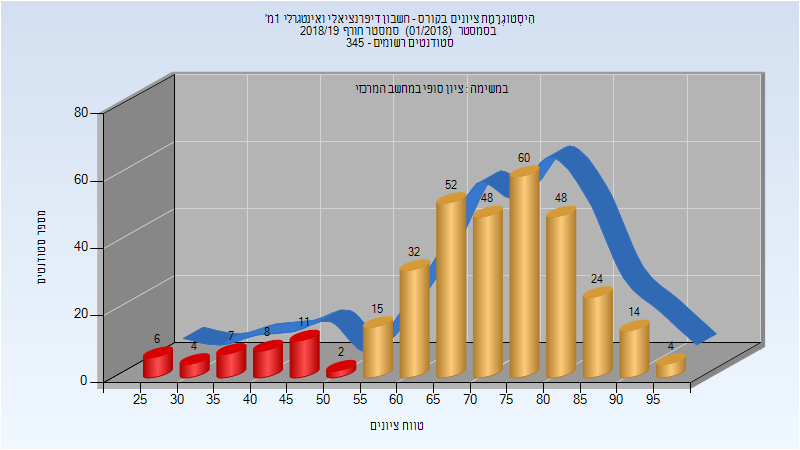 היסטוגרמת ציונים בקורס - חשבון דיפרנציאלי ואינטגרלי 1מ'
בסמסטר (01/2018) סמסטר חורף 2018/19
סטודנטים רשומים - 345
במשימה : ציון סופי במחשב המרכזי
מספר סטודנטים
80
60
40
20
0
6
4
7
8
11
2
15
32
52
48
60
48
24
14
4
25 30 35 40 45 50 55 60 65 70 75 80 85 90 95
טווח ציונים